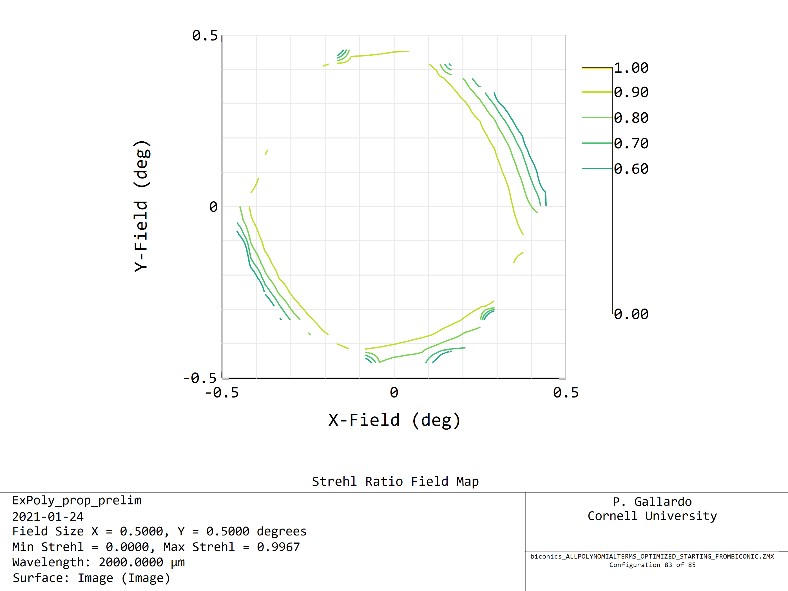 0.5
0
-0.5
-0.5
0
0.5
Y-Field (deg)
X-Field (deg)
1.00
0.90
0.80
0.70
0.60
0.00
Strehl Ratio Field Map
ExPoly_prop_prelim
2021-01-24
Field Size X = 0.5000, Y = 0.5000 degrees
Min Strehl = 0.0000, Max Strehl = 0.9967
Wavelength: 2000.0000 µm
Surface: Image (Image)
P. Gallardo
Cornell University
biconics_ALLPOLYNOMIALTERMS_OPTIMIZED_STARTING_FROMBICONIC.ZMX
Configuration 83 of 85